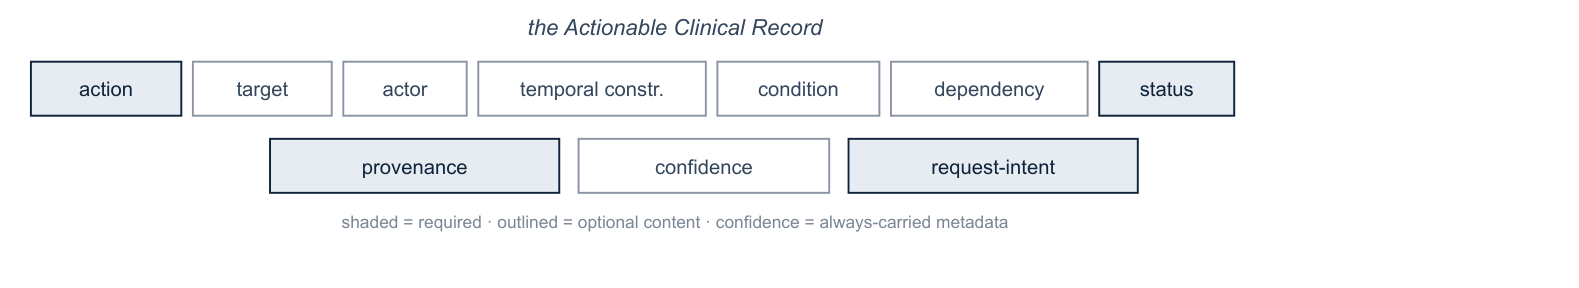 the Actionable Clinical Record
action target actor temporal constr. condition dependency status
provenance confidence request-intent
shaded = required · outlined = optional content · confidence = always-carried metadata